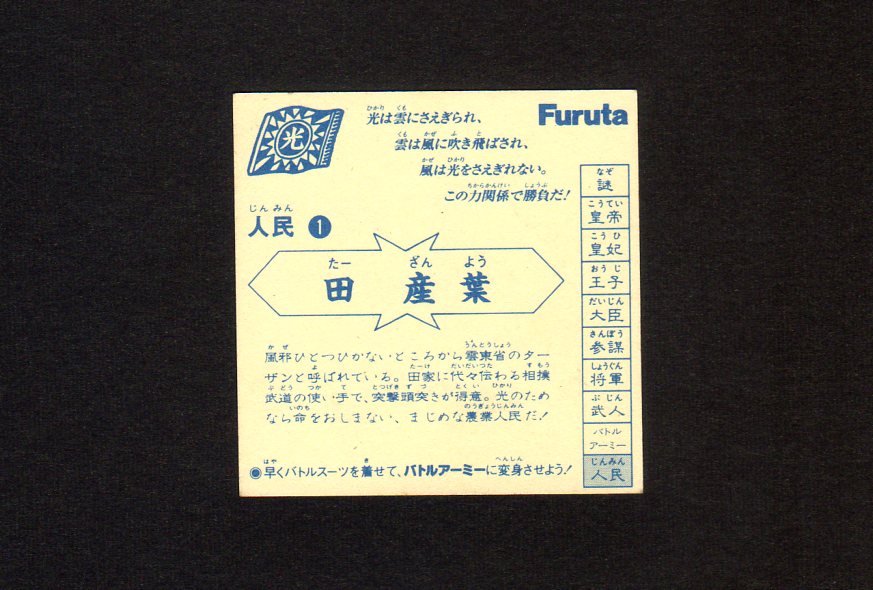 光
光は雲にさえぎられ、
雲は風に吹き飛ばされ、
風は光をさえぎれない。
この力関係で勝負だ!
Furuta
人民 1
田産葉
風邪ひとつひかないところから雲東省のター
ザンと呼ばれている。田家に代々伝わる相撲
武道の使い手で、突撃頭突きが得意。光のため
なら命をおしまない、まじめな農業人民だ!
●早くバトルスーツを着せて、バトルアーミーに変身させよう!
謎
皇帝
皇妃
王子
大臣
参謀
将軍
武人
バトル
アーミー
人民